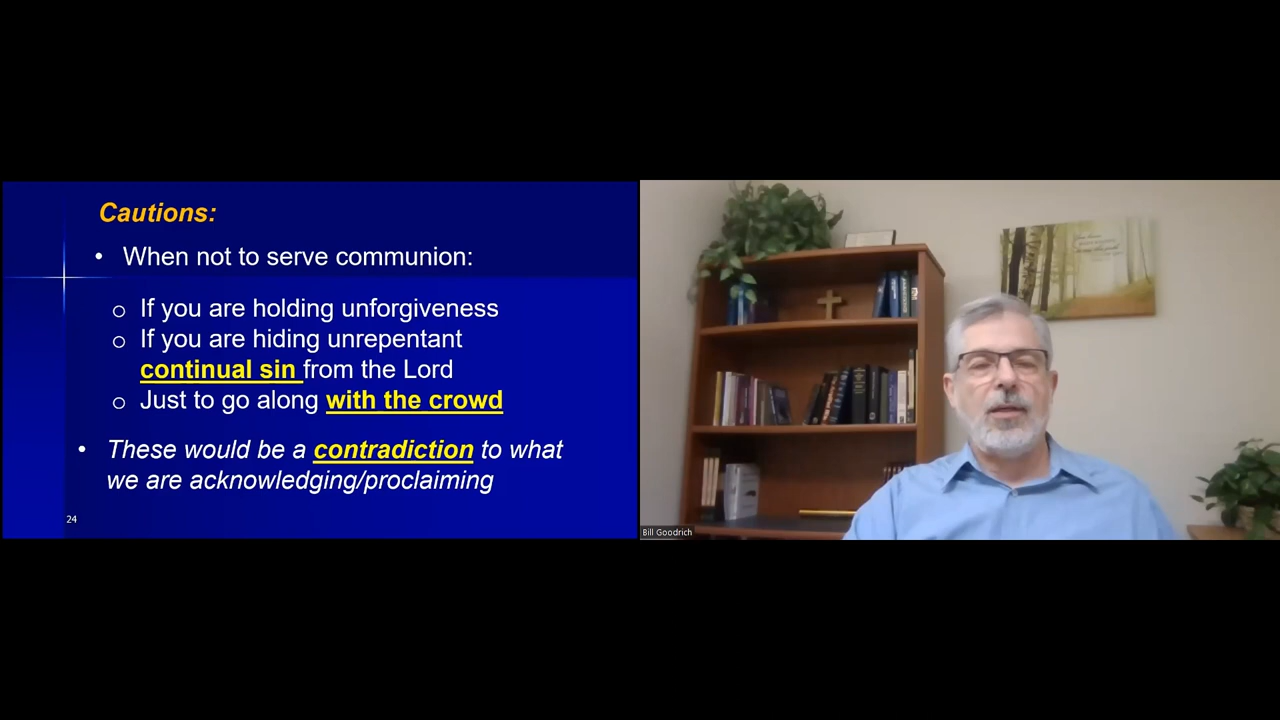 Cautions:
• When not to serve communion:
o If you are holding unforgiveness
o If you are hiding unrepentant
continual sin from the Lord
o Just to go along with the crowd
• These would be a contradiction to what
we are acknowledging/proclaiming
24
Bill Goodrich